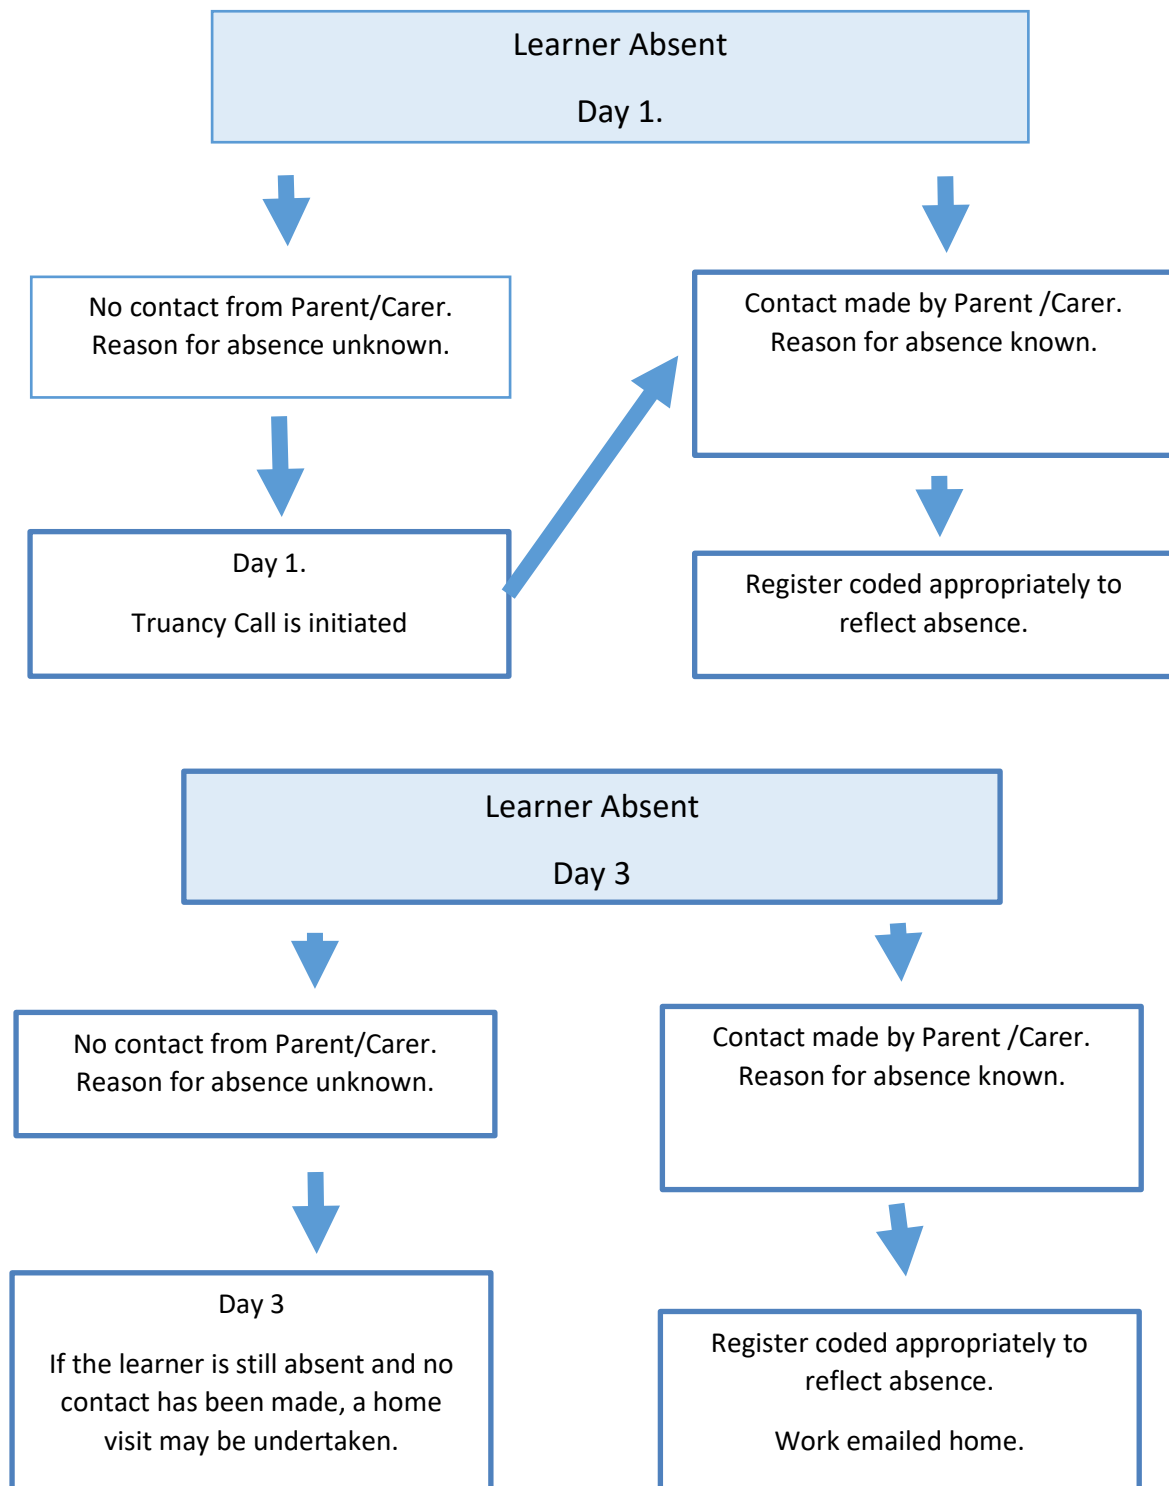 Learner Absent
Day 1.
No contact from Parent/Carer.
Reason for absence unknown.
Contact made by Parent /Carer.
Reason for absence known.
Day 1.
Truancy Call is initiated
Register coded appropriately to
reflect absence.
Learner Absent
Day 3
No contact from Parent/Carer.
Reason for absence unknown.
Contact made by Parent /Carer.
Reason for absence known.
Day 3
If the learner is still absent and no
contact has been made, a home
visit may be undertaken.
Register coded appropriately to
reflect absence.
Work emailed home.